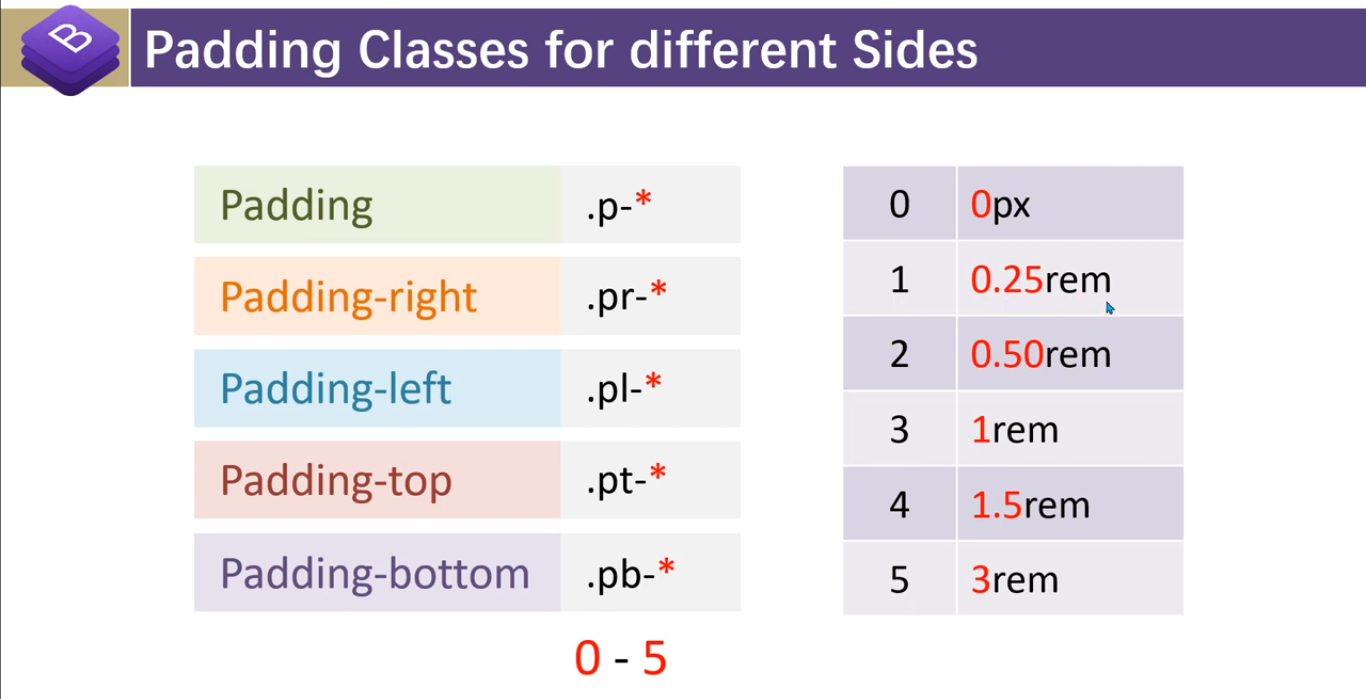 B
Padding Classes for different Sides
Padding .p-*
Padding-right .pr-*
Padding-left .pl-*
Padding-top .pt-*
Padding-bottom .pb-*
0 - 5
0 0px
1 0.25rem
2 0.50rem
3 1rem
4 1.5rem
5 3rem